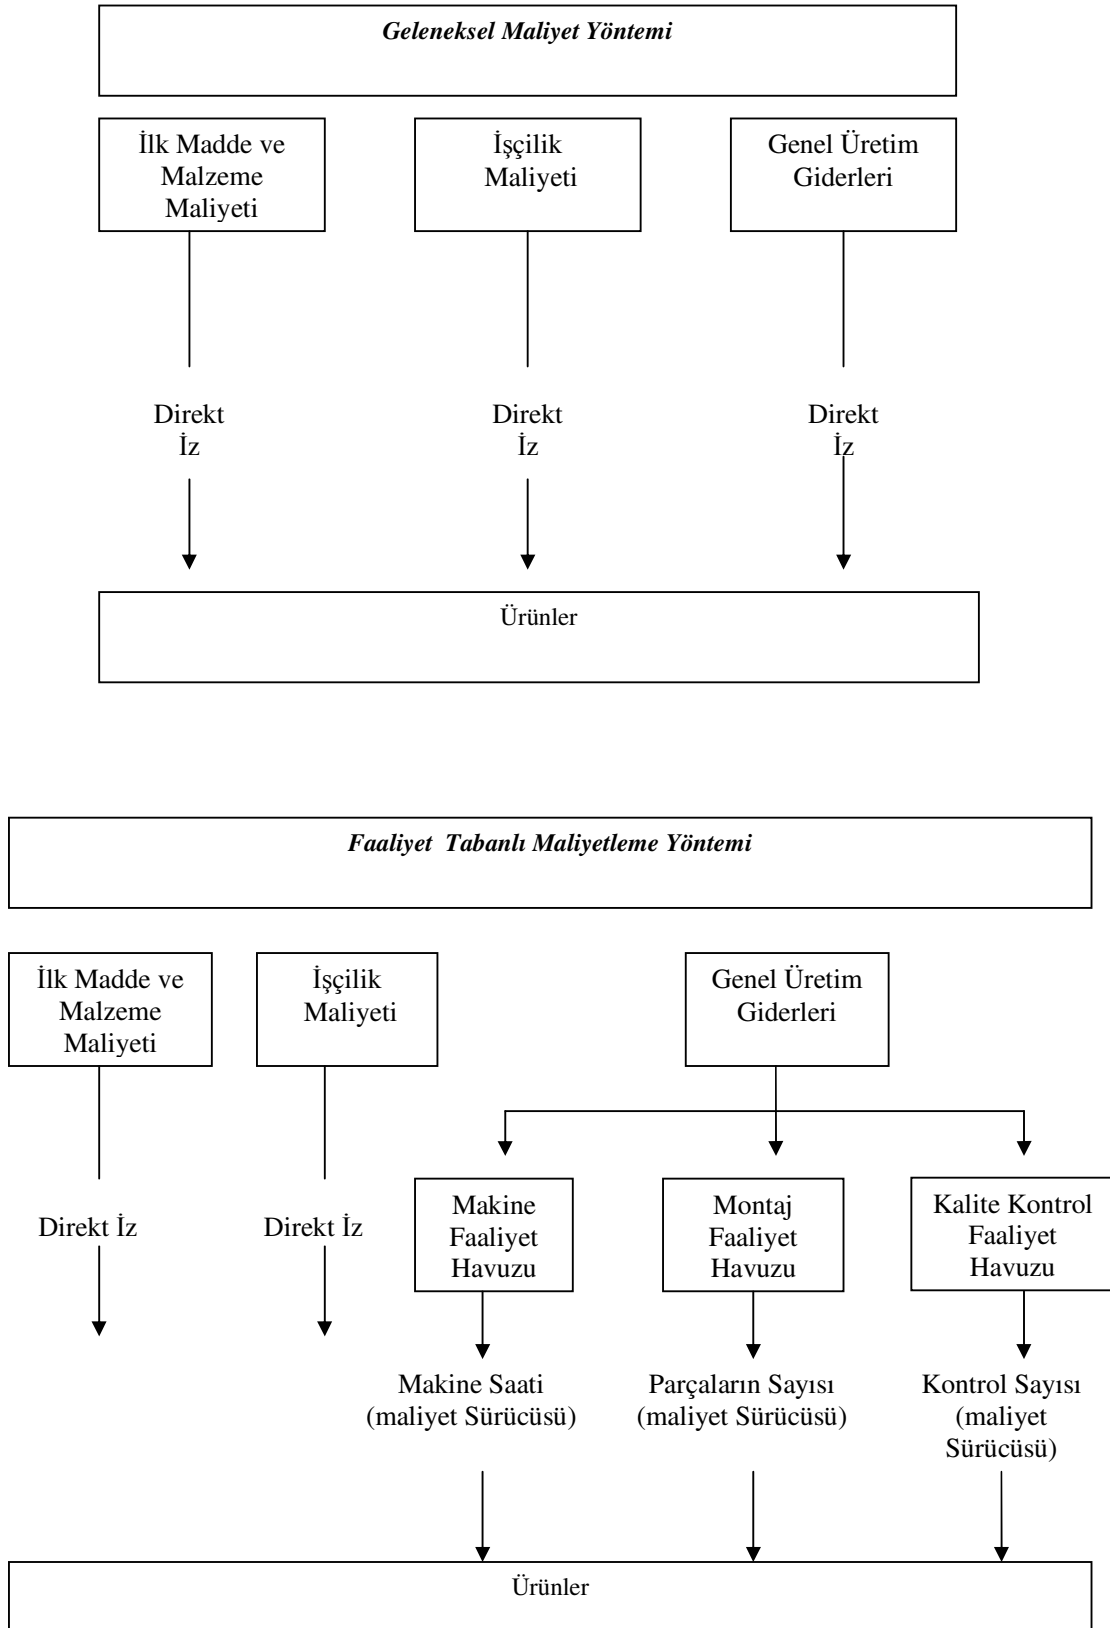 Geleneksel Maliyet Yöntemi
İlk Madde ve
Malzeme
Maliyeti
İşçilik
Maliyeti
Genel Üretim
Giderleri
Direkt
İz
Direkt
İz
Direkt
İz
Ürünler
Faaliyet  Tabanlı Maliyetleme Yöntemi
İlk Madde ve
Malzeme
Maliyeti
İşçilik
Maliyeti
Genel Üretim
Giderleri
Direkt İz
Direkt İz
Makine
Faaliyet
Havuzu
Montaj
Faaliyet
Havuzu
Kalite Kontrol
Faaliyet
Havuzu
Makine Saati
(maliyet Sürücüsü)
Parçaların Sayısı
(maliyet Sürücüsü)
Kontrol Sayısı
(maliyet
Sürücüsü)
Ürünler